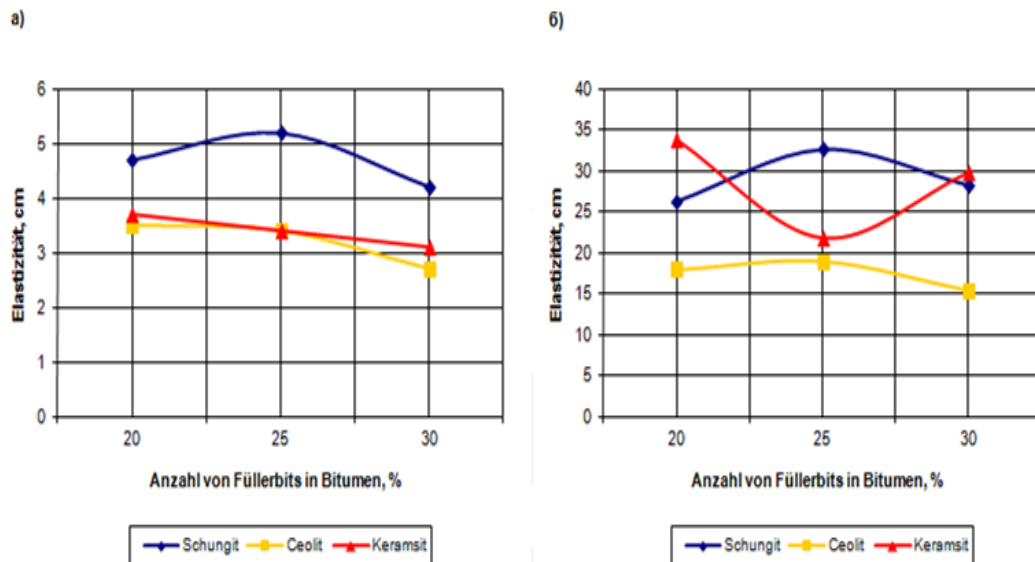 а)
6
5
4
3
2
1
0
Elastizität, cm
20 25 30
Anzahl von Füllerbits in Bitumen, %
Schungit Ceolit Keramsit
б)
40
35
30
25
20
15
10
5
0
Elastizität, cm
20 25 30
Anzahl von Füllerbits in Bitumen, %
Schungit Ceolit Keramsit